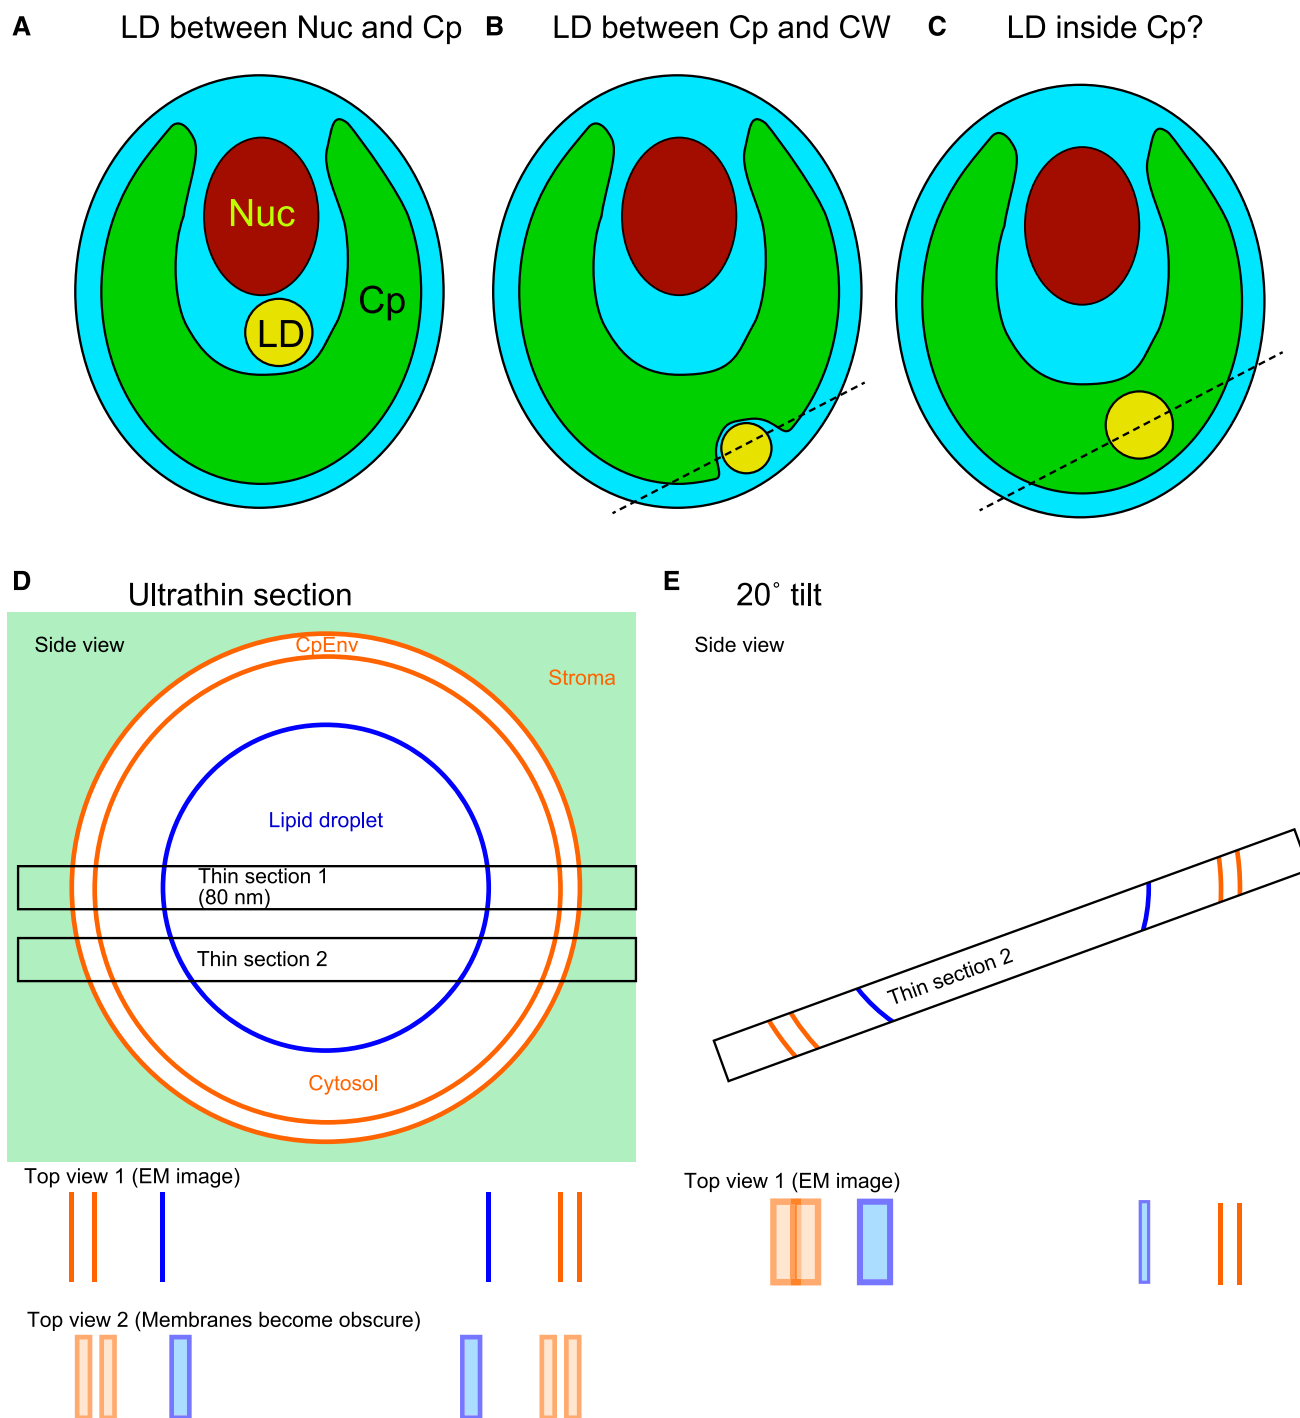 A LD between Nuc and Cp
B LD between Cp and CW
C LD inside Cp?
Nuc
LD
Cp
D
Ultrathin section
Side view
CpEnv
Stroma
Lipid droplet
Thin section 1
(80 nm)
Thin section 2
Cytosol
Top view 1 (EM image)
Top view 2 (Membranes become obscure)
E
20° tilt
Side view
Thin section 2
Top view 1 (EM image)